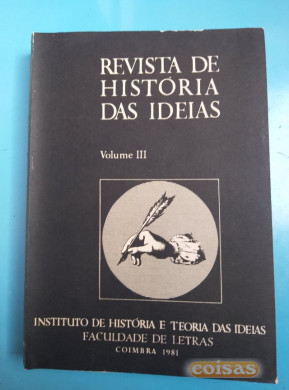 REVISTA DE
HISTÓRIA
DAS IDEIAS
Volume III
INSTITUTO DE HISTÓRIA E TEORIA DAS IDEIAS
FACULDADE DE LETRAS
COIMBRA 1981
coisas